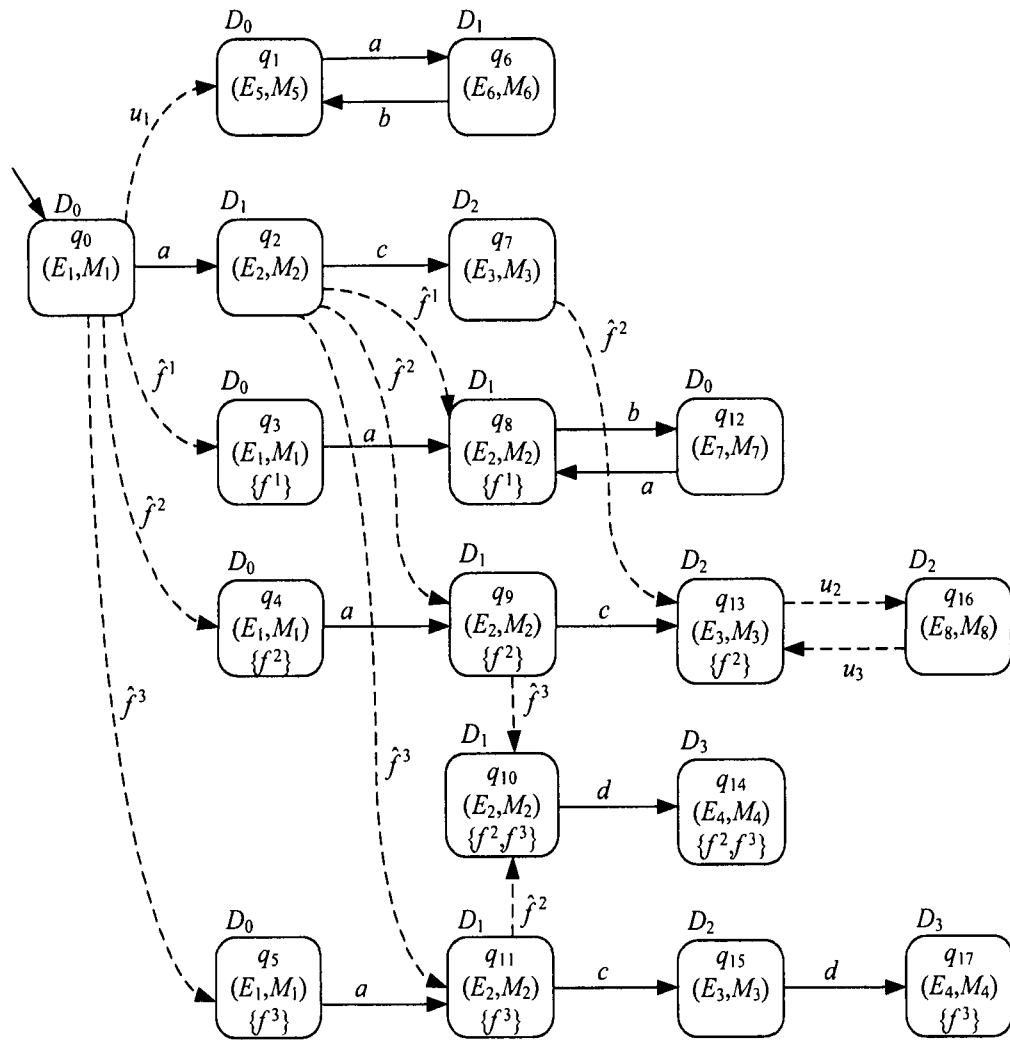 D₀
D₁
q₁
(E₅,M₅)
a
b
q₆
(E₆,M₆)
u₁
D₀
D₁
D₂
q₀
(E₁,M₁)
a
q₂
(E₂,M₂)
c
q₇
(E₃,M₃)
f̂¹
f̂²
f̂²
f̂¹
D₀
D₁
D₀
q₃
(E₁,M₁)
{f¹}
a
q₈
(E₂,M₂)
{f¹}
b
a
q₁₂
(E₇,M₇)
f̂²
D₀
D₁
D₂
D₂
q₄
(E₁,M₁)
{f²}
a
q₉
(E₂,M₂)
{f²}
c
q₁₃
(E₃,M₃)
{f²}
u₂
u₃
q₁₆
(E₈,M₈)
f̂³
f̂³
f̂³
D₁
D₃
q₁₀
(E₂,M₂)
{f²,f³}
d
q₁₄
(E₄,M₄)
{f²,f³}
f̂²
D₀
D₁
D₂
D₃
q₅
(E₁,M₁)
{f³}
a
q₁₁
(E₂,M₂)
{f³}
c
q₁₅
(E₃,M₃)
d
q₁₇
(E₄,M₄)
{f³}